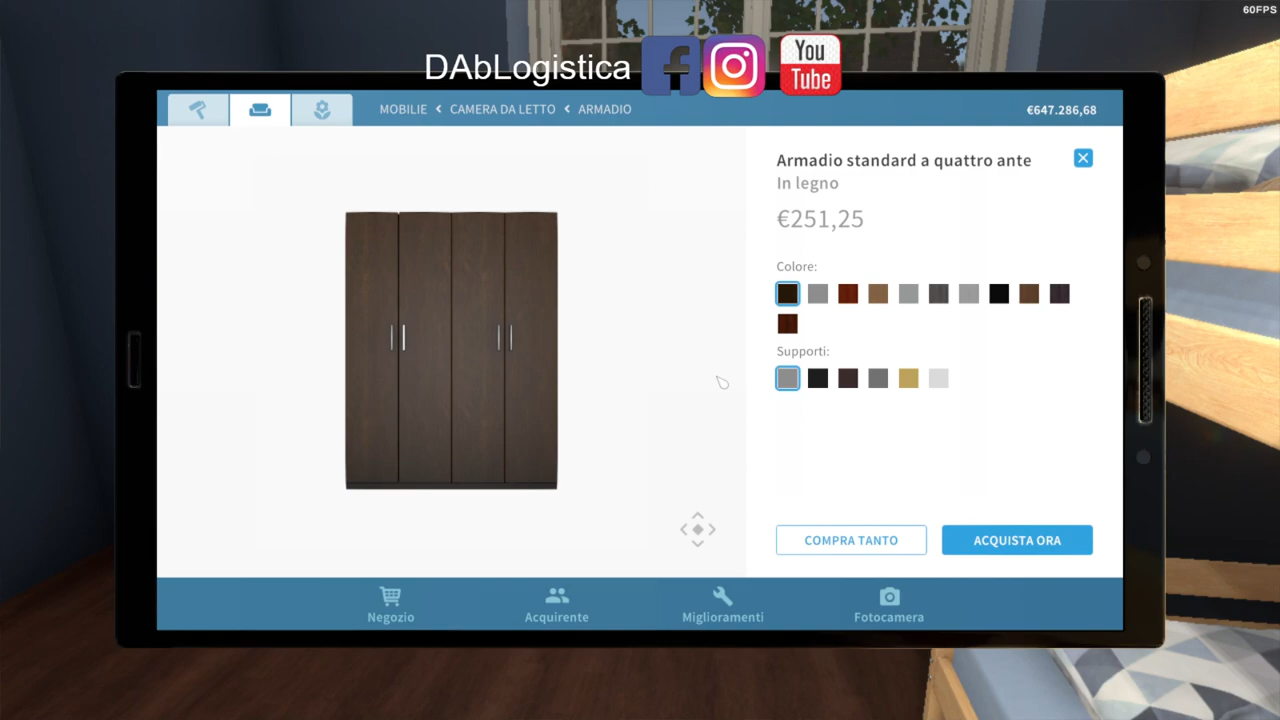 60FPS
DAbLogistica
You
Tube
MOBILIE < CAMERA DA LETTO < ARMADIO
€647.286,68
Armadio standard a quattro ante
In legno
€251,25
Colore:
Supporti:
COMPRA TANTO
ACQUISTA ORA
Negozio
Acquirente
Miglioramenti
Fotocamera